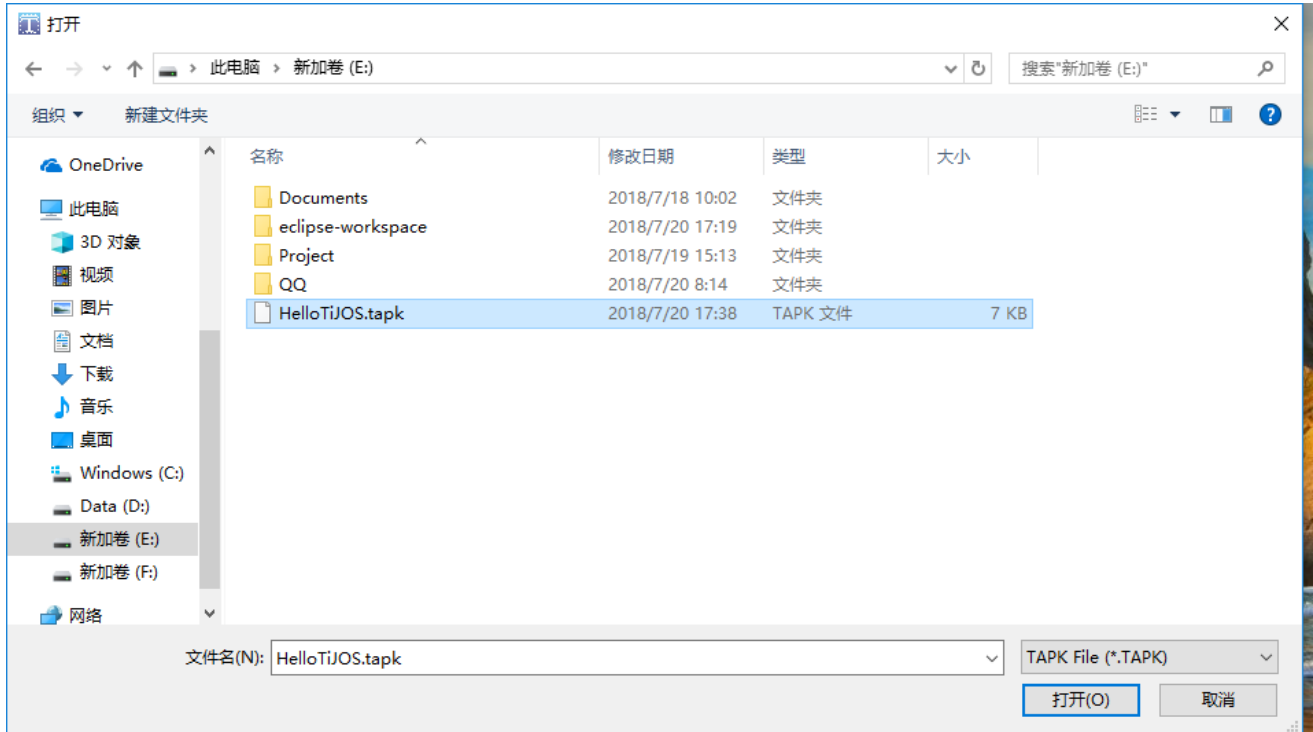 打开
此电脑 › 新加卷 (E:)
搜索"新加卷 (E:)"
组织
新建文件夹
OneDrive
此电脑
3D 对象
视频
图片
文档
下载
音乐
桌面
Windows (C:)
Data (D:)
新加卷 (E:)
新加卷 (F:)
网络
名称 修改日期 类型 大小
Documents 2018/7/18 10:02 文件夹
eclipse-workspace 2018/7/20 17:19 文件夹
Project 2018/7/19 15:13 文件夹
QQ 2018/7/20 8:14 文件夹
HelloTiJOS.tapk 2018/7/20 17:38 TAPK 文件 7 KB
文件名(N): HelloTiJOS.tapk
TAPK File (*.TAPK)
打开(O) 取消